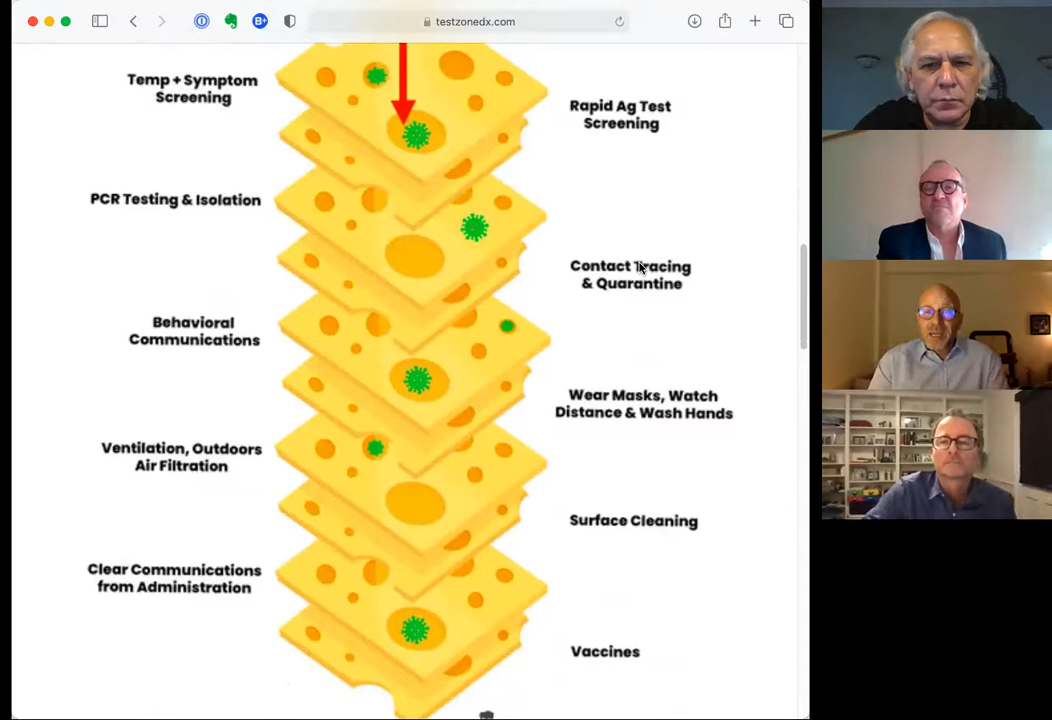 testzonedx.com
Temp + Symptom
Screening
Rapid Ag Test
Screening
PCR Testing & Isolation
Contact Tracing
& Quarantine
Behavioral
Communications
Wear Masks, Watch
Distance & Wash Hands
Ventilation, Outdoors
Air Filtration
Surface Cleaning
Clear Communications
from Administration
Vaccines